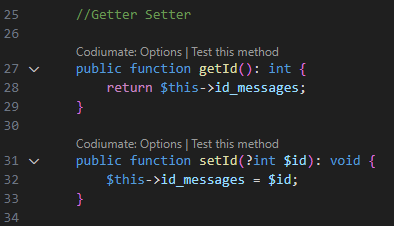 25 //Getter Setter
26
Codiumate: Options | Test this method
27 public function getId(): int {
28 return $this->id_messages;
29 }
30
Codiumate: Options | Test this method
31 public function setId(?int $id): void {
32 $this->id_messages = $id;
33 }
34